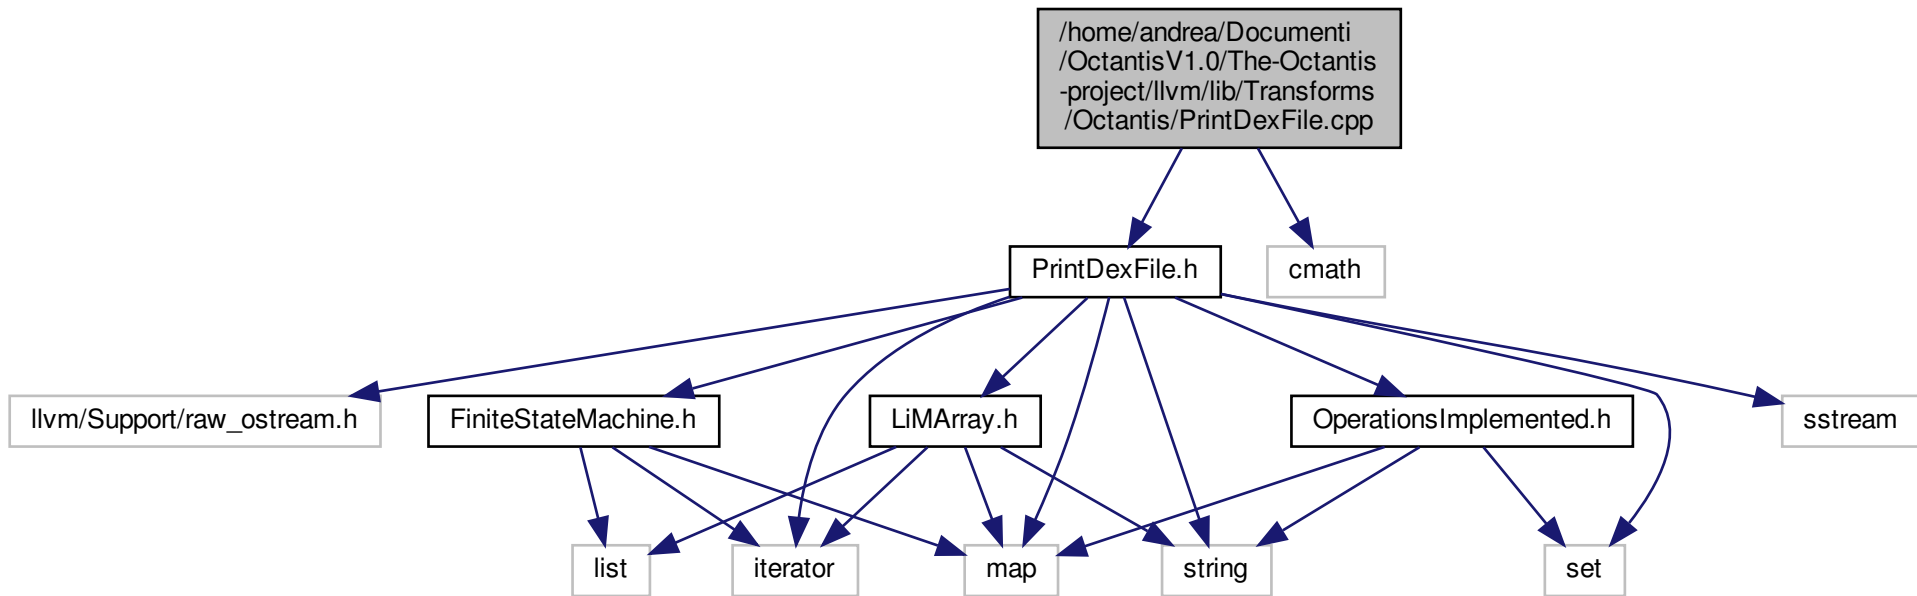 /home/andrea/Documenti
/OctantisV1.0/The-Octantis
-project/llvm/lib/Transforms
/Octantis/PrintDexFile.cpp
PrintDexFile.h
cmath
llvm/Support/raw_ostream.h
FiniteStateMachine.h
LiMArray.h
OperationsImplemented.h
sstream
list
iterator
map
string
set